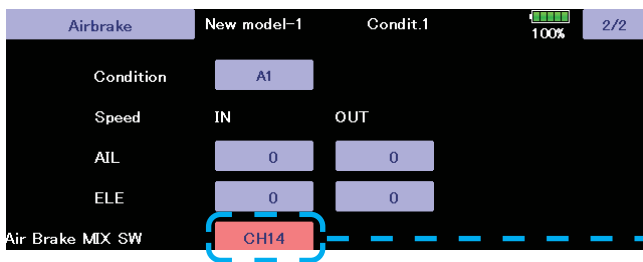 Airbrake New model-1 Condit.1 100% 2/2
Condition A1
Speed IN OUT
AIL 0 0
ELE 0 0
Air Brake MIX SW CH14